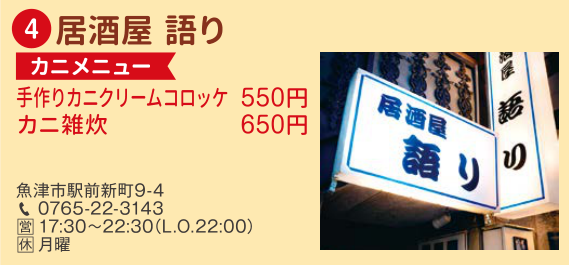 4 居酒屋 語り
カニメニュー
手作りカニクリームコロッケ 550円
カニ雑炊 650円
魚津市駅前新町9-4
0765-22-3143
営 17:30〜22:30(L.O.22:00)
休 月曜
居酒屋
語り
酒屋
語り